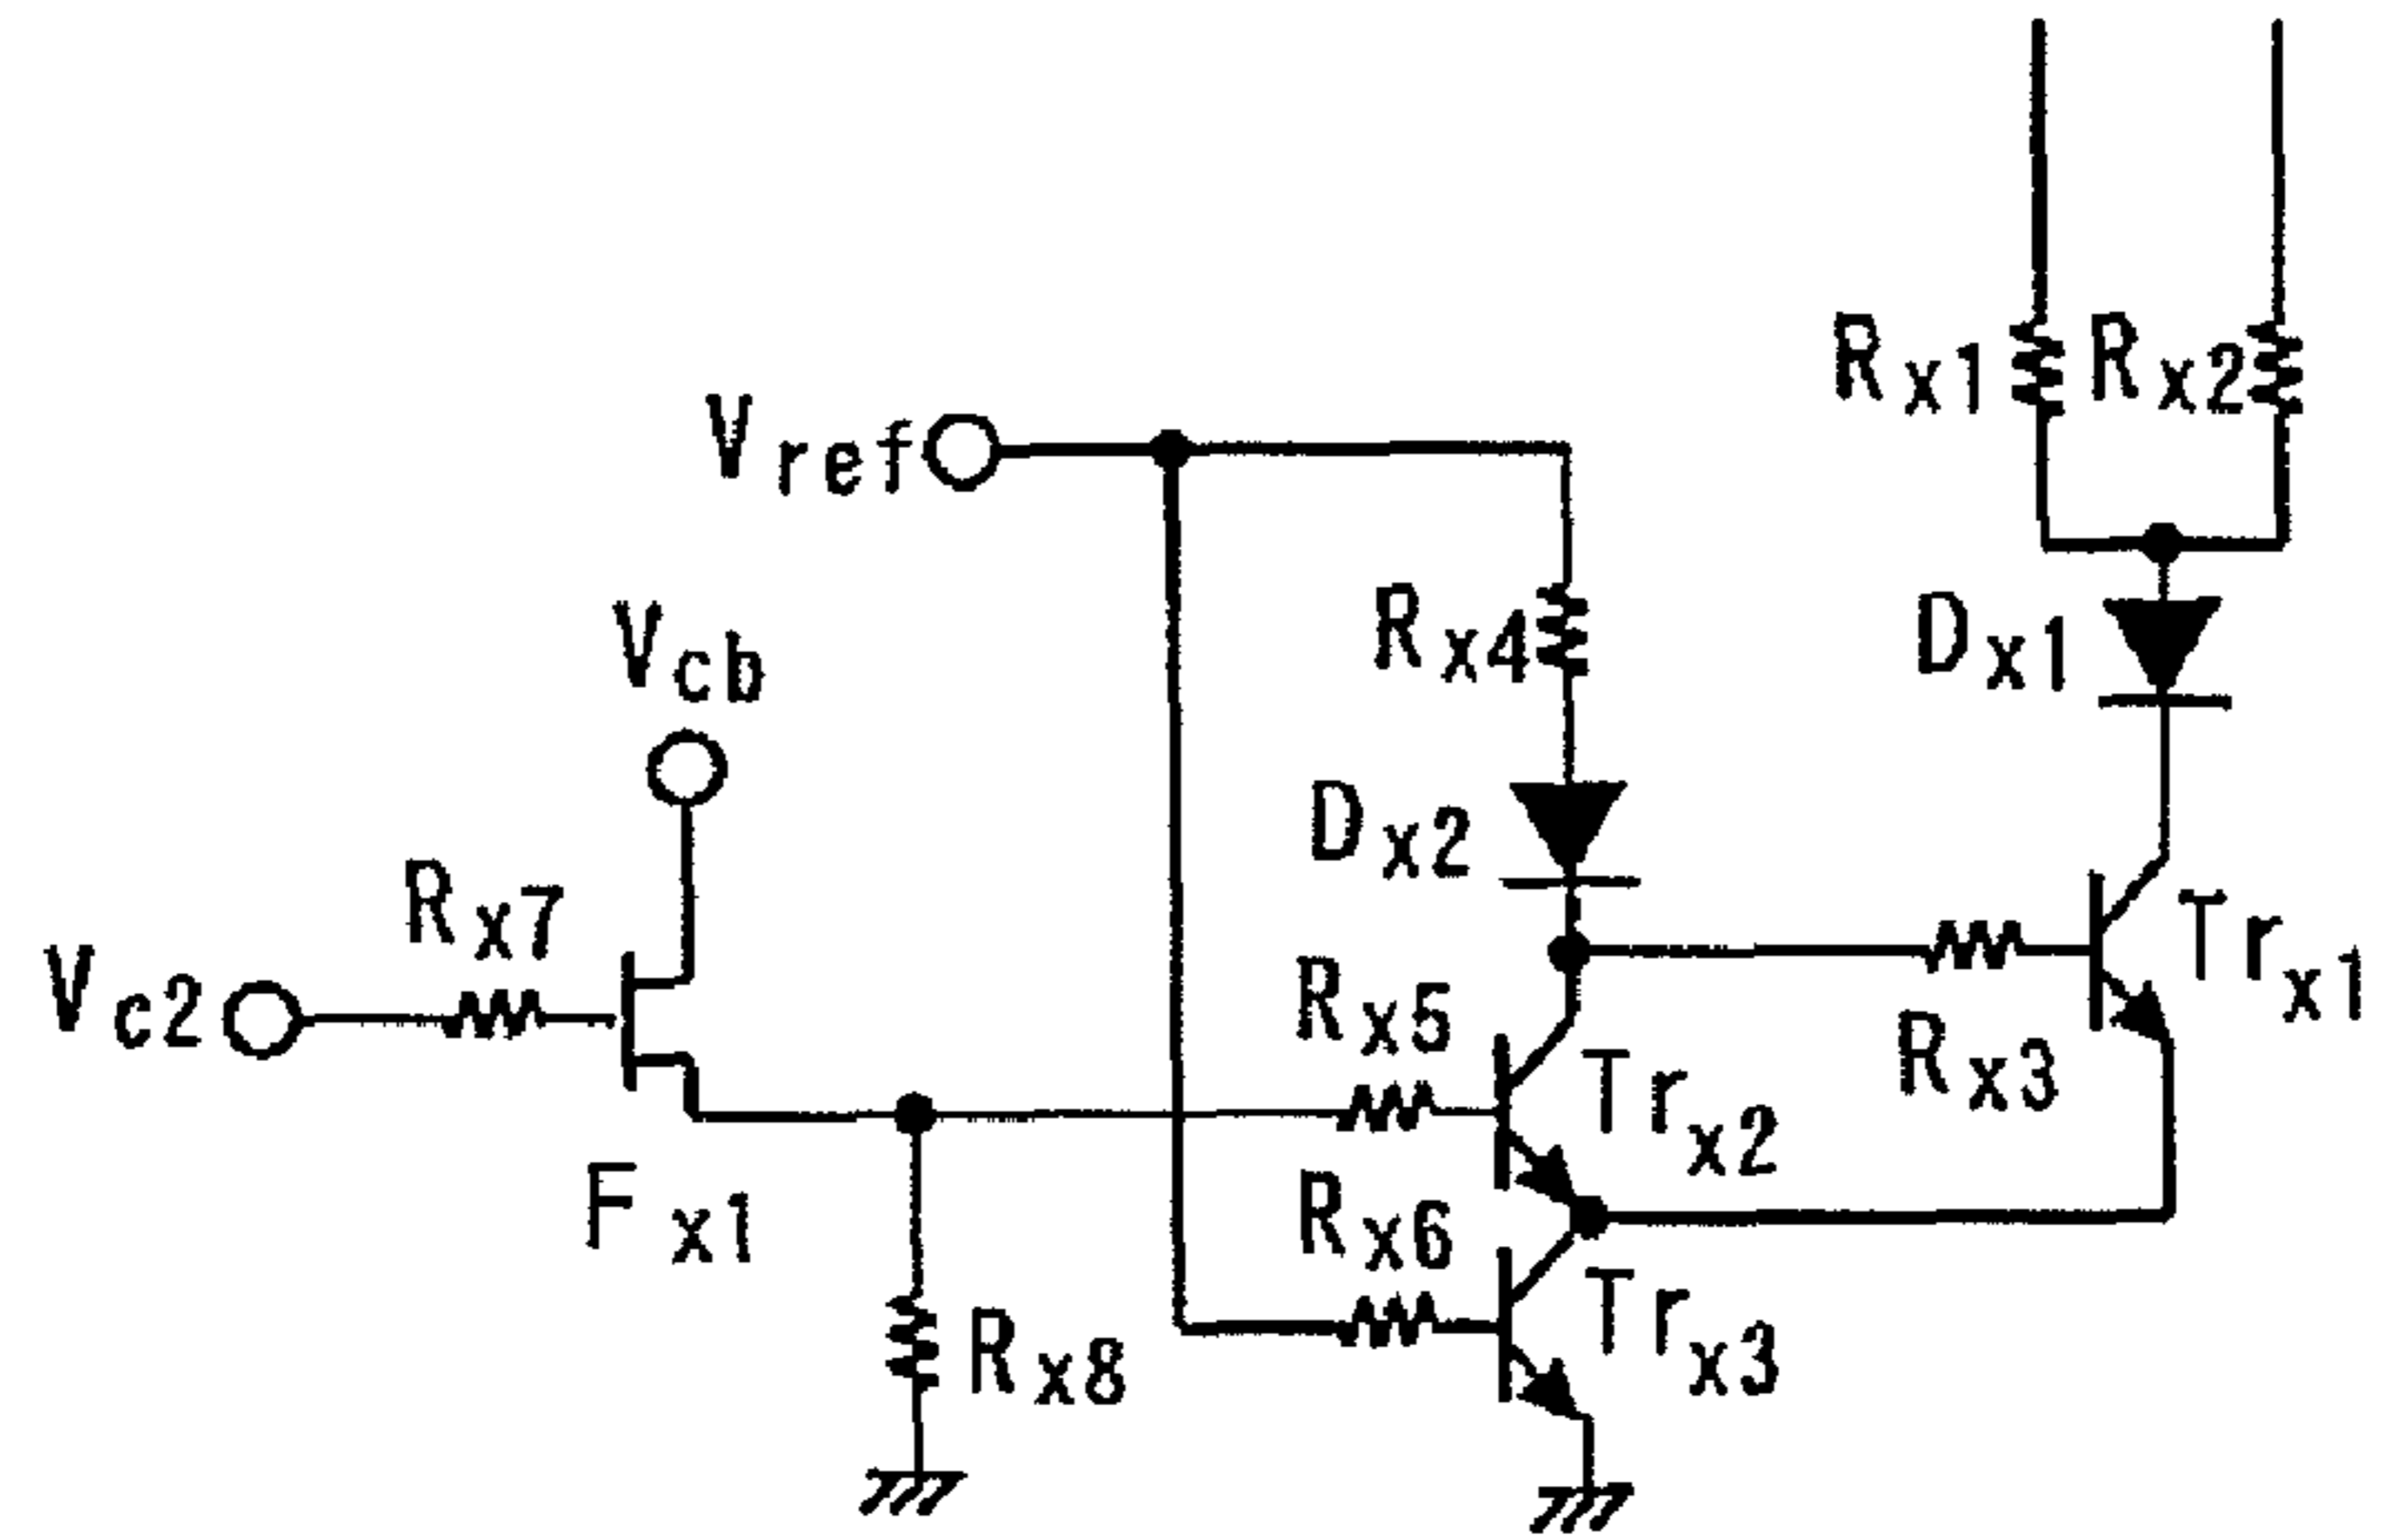 Rx1
Rx2
Vref
Rx4
Dx1
Vcb
Dx2
Rx7
Trx1
Vc2
Rx5
Rx3
Trx2
Fx1
Rx6
Trx3
Rx8